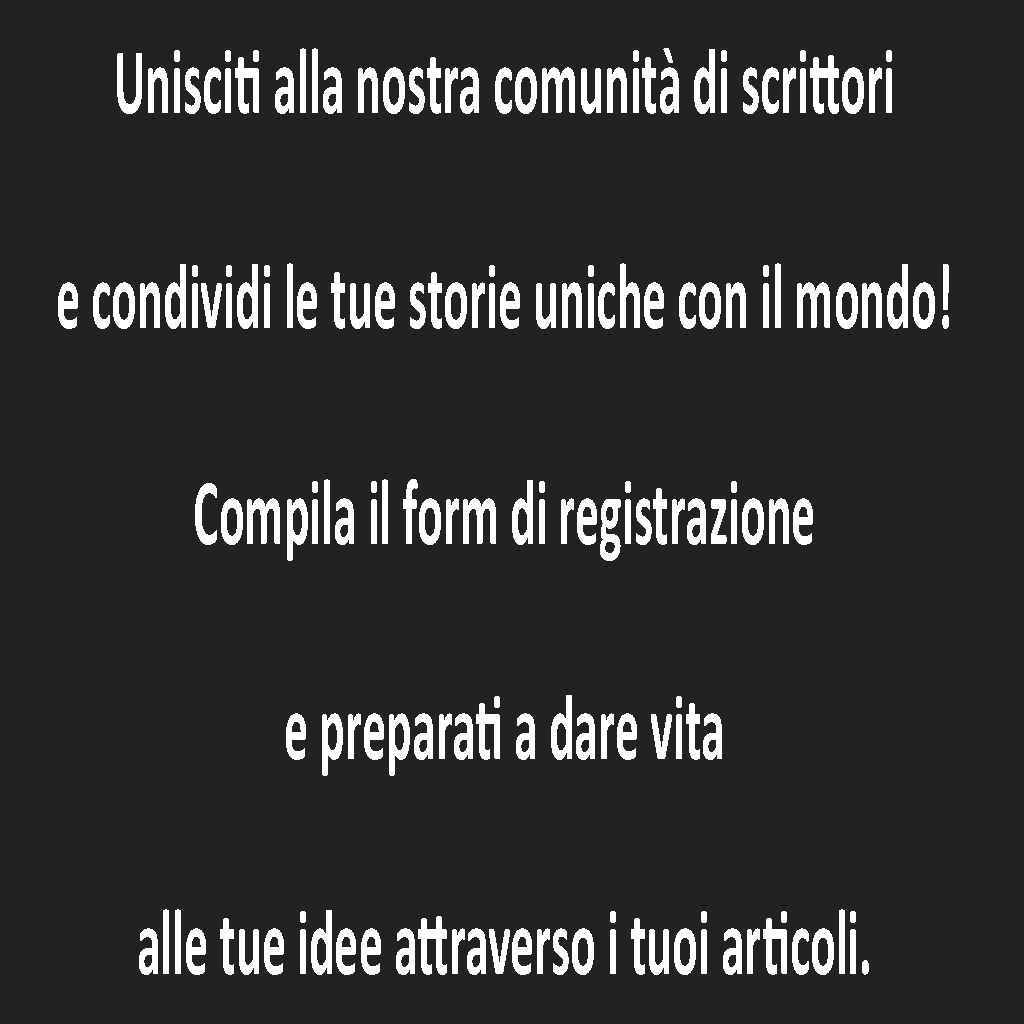 Unisciti alla nostra comunità di scrittori
e condividi le tue storie uniche con il mondo!
Compila il form di registrazione
e preparati a dare vita
alle tue idee attraverso i tuoi articoli.